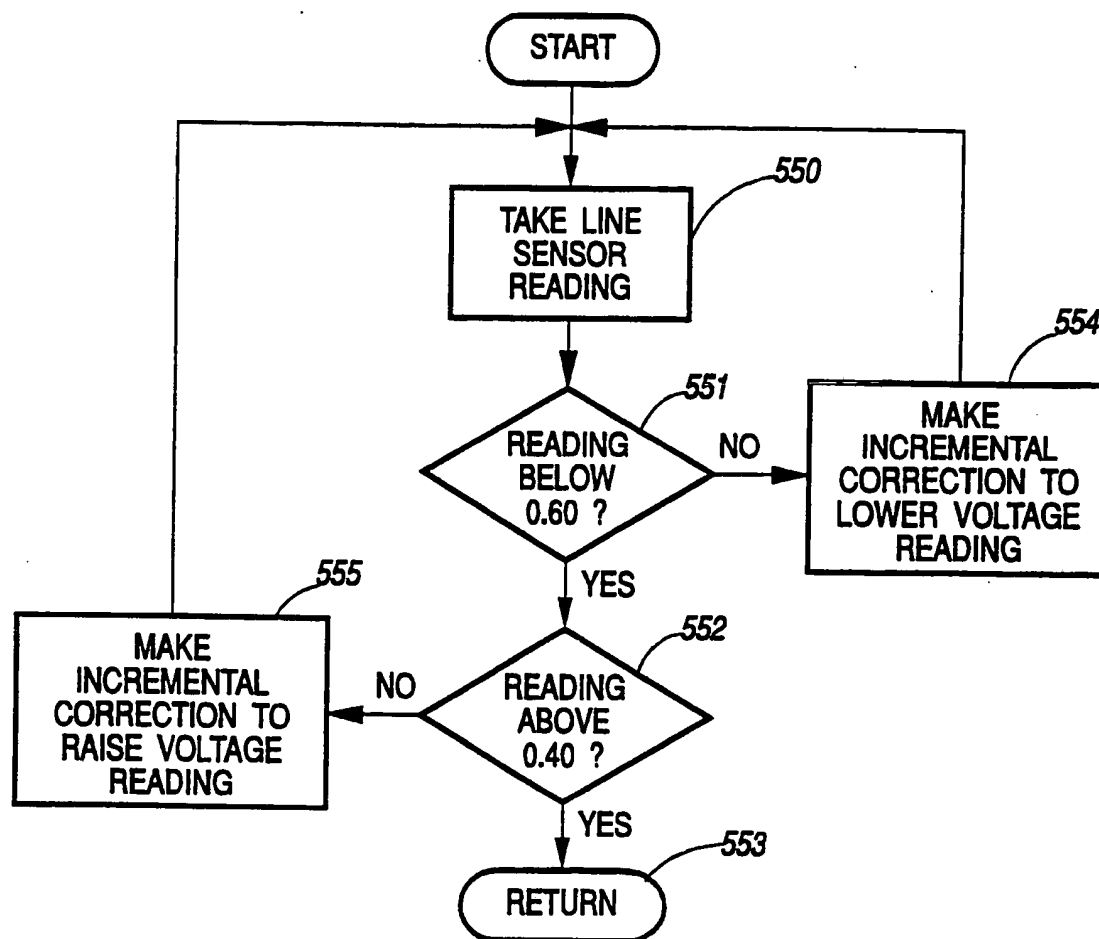 START
550
TAKE LINE
SENSOR
READING
551
READING
BELOW
0.60 ?
NO
554
MAKE
INCREMENTAL
CORRECTION TO
LOWER VOLTAGE
READING
YES
555
MAKE
INCREMENTAL
CORRECTION TO
RAISE VOLTAGE
READING
NO
552
READING
ABOVE
0.40 ?
YES
553
RETURN